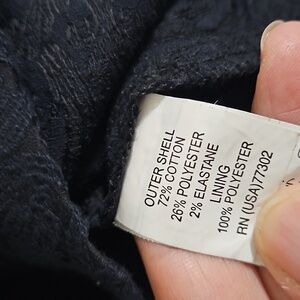 OUTER SHELL
72% COTTON
26% POLYESTER
2% ELASTANE
LINING
100% POLYESTER
RN (USA)77302